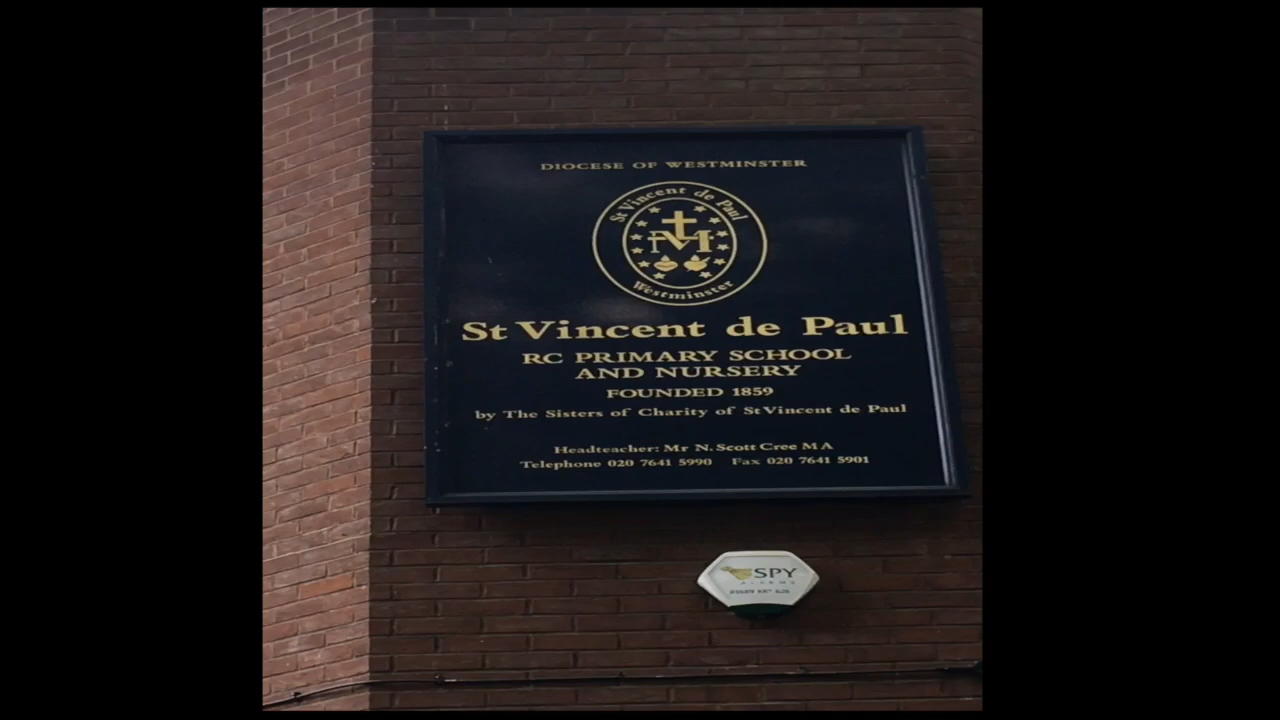 DIOCESE OF WESTMINSTER
St Vincent de Paul
M
Westminster
St Vincent de Paul
RC PRIMARY SCHOOL
AND NURSERY
FOUNDED 1859
by The Sisters of Charity of St Vincent de Paul
Headteacher: Mr N. Scott Cree MA
Telephone 020 7641 5990 Fax 020 7641 5901
SPY
ALARMS